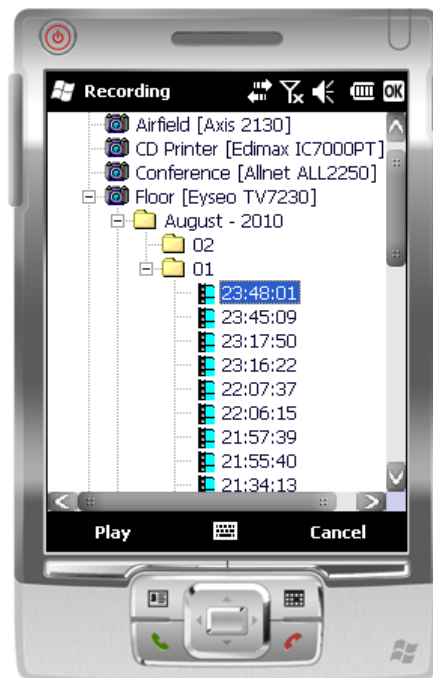 Recording
OK
Airfield [Axis 2130]
CD Printer [Edimax IC7000PT]
Conference [Allnet ALL2250]
Floor [Eyseo TV7230]
August - 2010
02
01
23:48:01
23:45:09
23:17:50
23:16:22
22:07:37
22:06:15
21:57:39
21:55:40
21:34:13
Play
Cancel